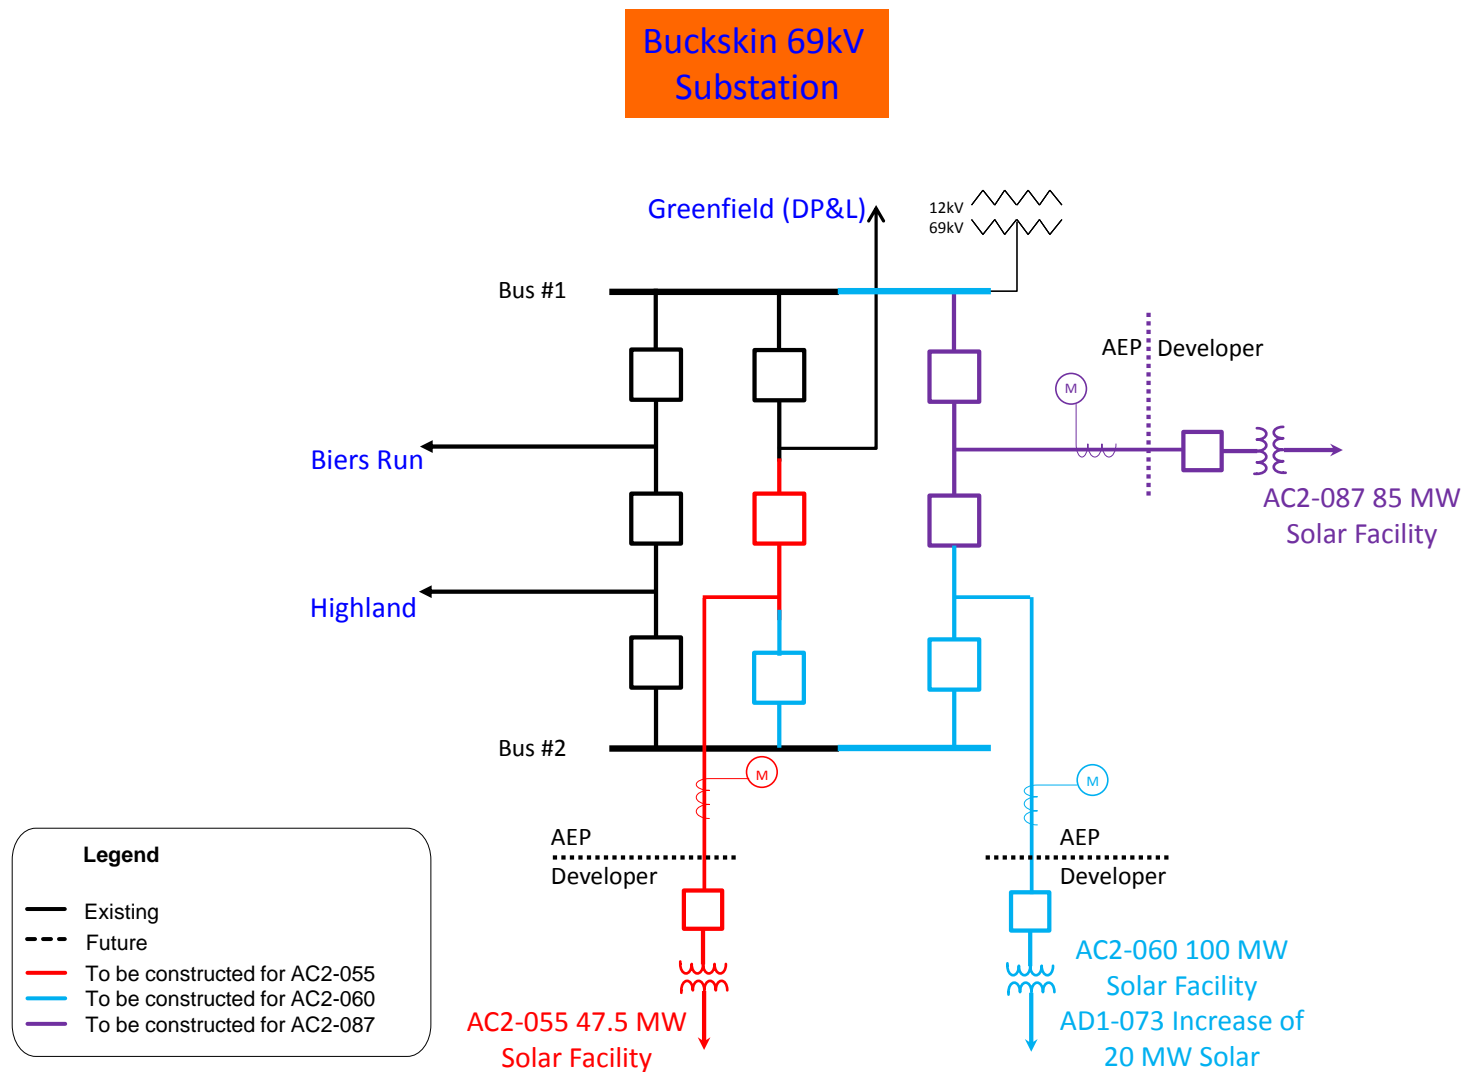 Buckskin 69kV
Substation
Greenfield (DP&L)
12kV
69kV
Bus #1
AEP
Developer
M
Biers Run
AC2-087 85 MW
Solar Facility
Highland
Bus #2
M
M
AEP
Developer
AEP
Developer
Legend
Existing
Future
To be constructed for AC2-055
To be constructed for AC2-060
To be constructed for AC2-087
AC2-055 47.5 MW
Solar Facility
AC2-060 100 MW
Solar Facility
AD1-073 Increase of
20 MW Solar